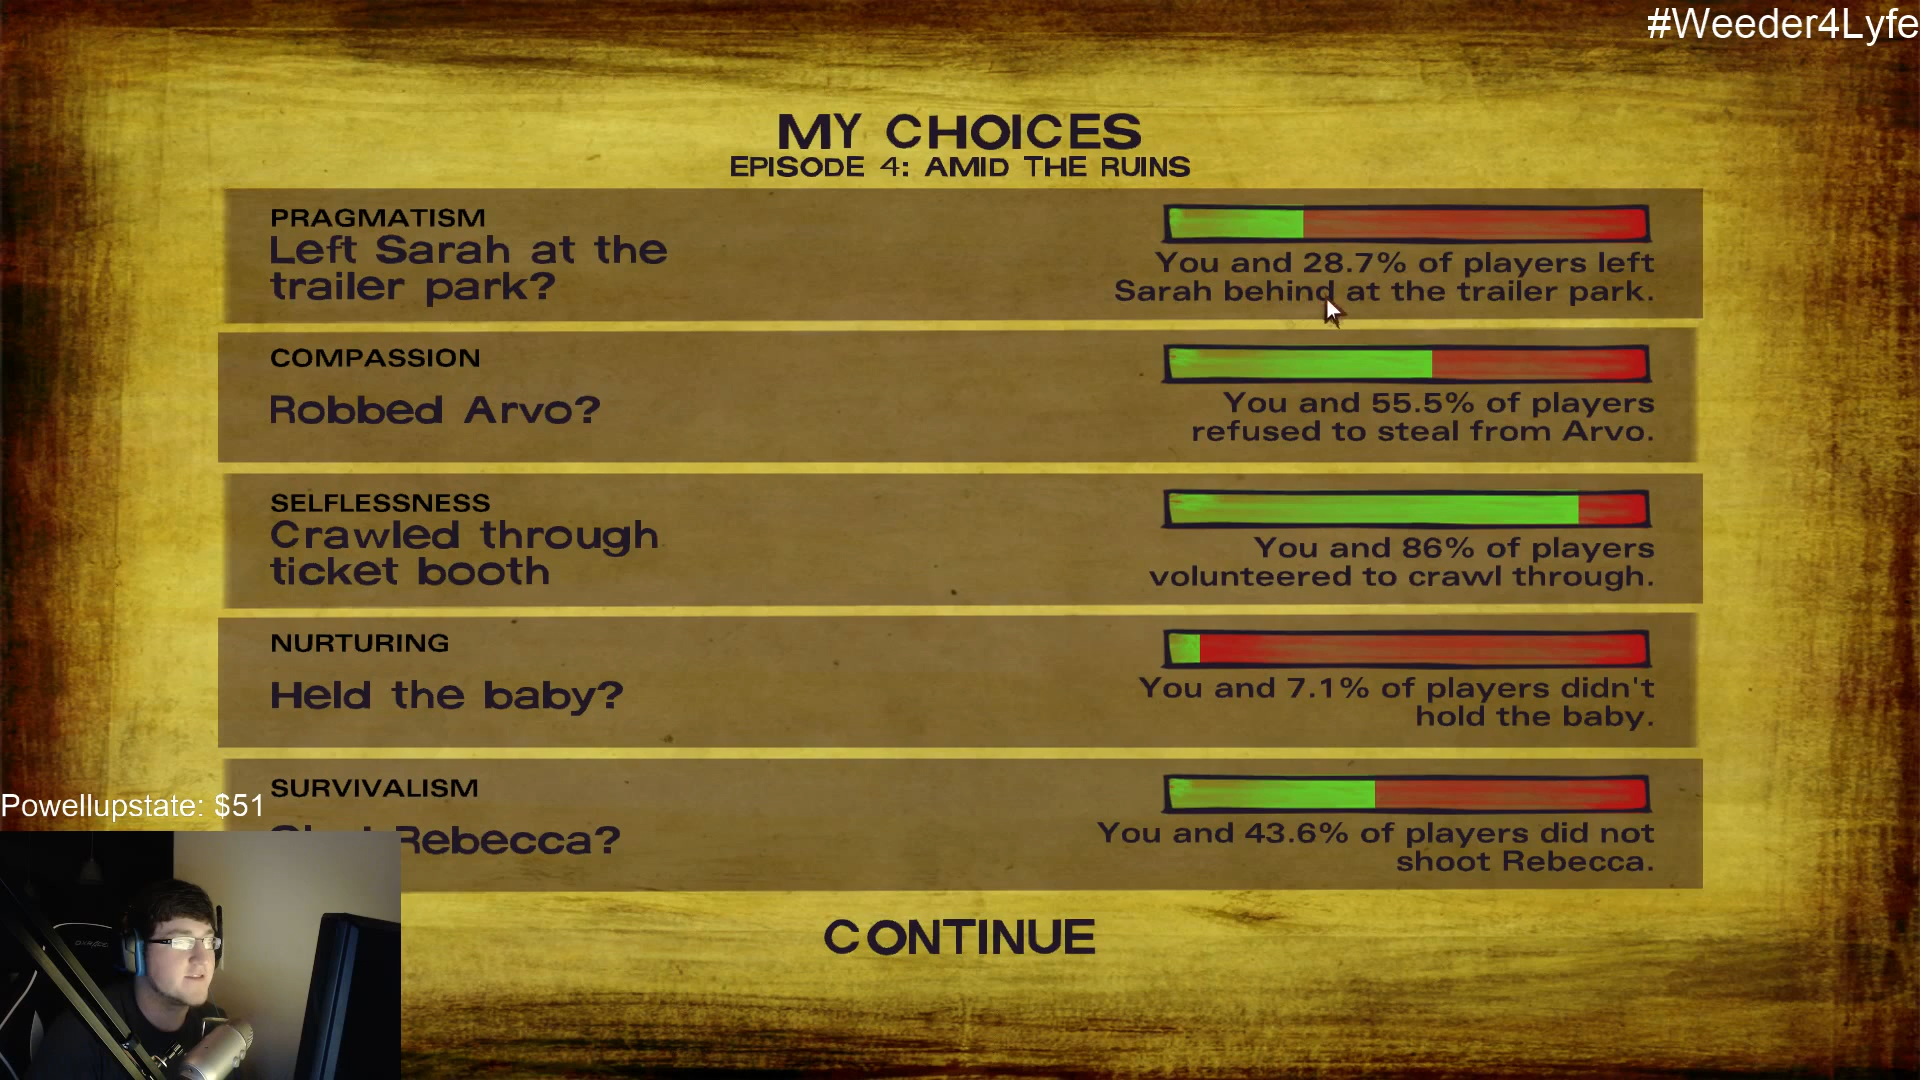 #Weeder4Lyfe
MY CHOICES
EPISODE 4: AMID THE RUINS
PRAGMATISM
Left Sarah at the
trailer park?
You and 28.7% of players left
Sarah behind at the trailer park.
COMPASSION
Robbed Arvo?
You and 55.5% of players
refused to steal from Arvo.
SELFLESSNESS
Crawled through
ticket booth
You and 86% of players
volunteered to crawl through.
NURTURING
Held the baby?
You and 7.1% of players didn't
hold the baby.
SURVIVALISM
Rebecca?
You and 43.6% of players did not
shoot Rebecca.
Powellupstate: $51
CONTINUE